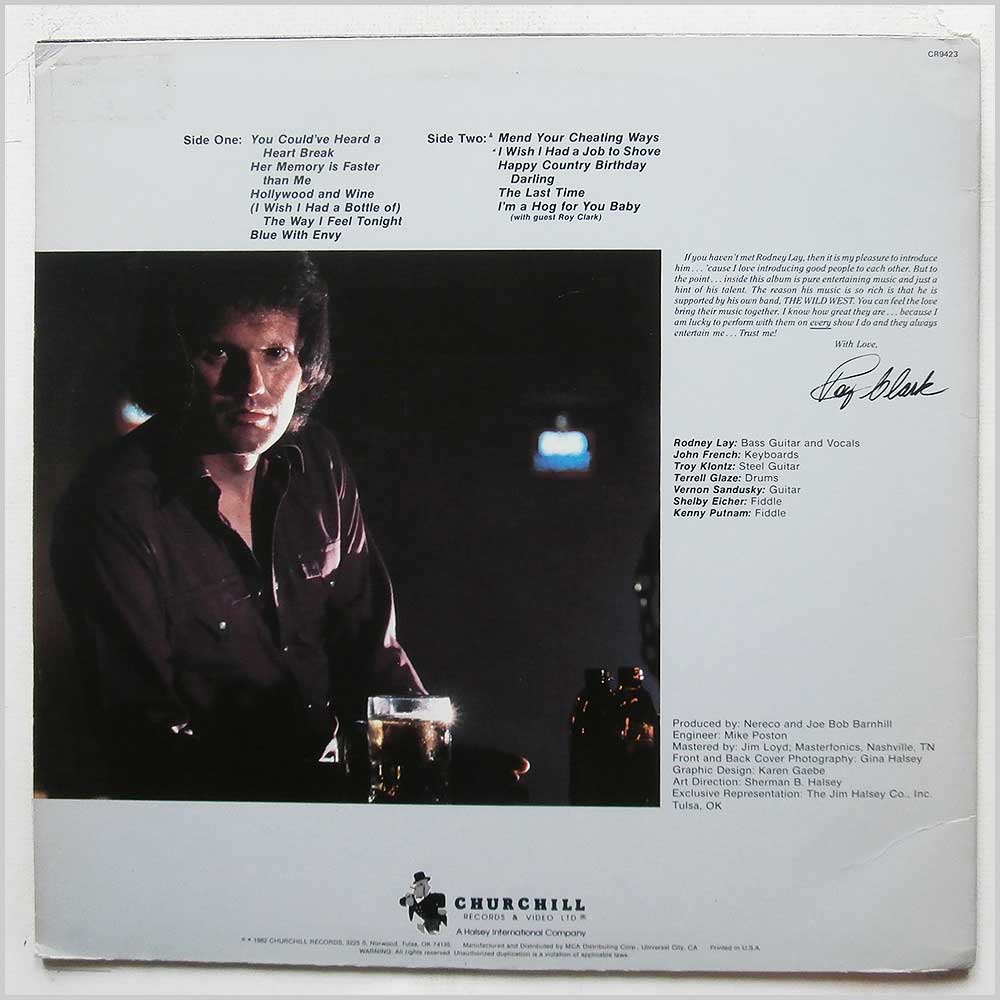 CR9423
Side One: You Could've Heard a
Heart Break
Her Memory is Faster
than Me
Hollywood and Wine
(I Wish I Had a Bottle of)
The Way I Feel Tonight
Blue With Envy
Side Two: Mend Your Cheating Ways
I Wish I Had a Job to Shove
Happy Country Birthday
Darling
The Last Time
I'm a Hog for You Baby
(with guest Roy Clark)
If you haven't met Rodney Lay, then it is my pleasure to introduce
him . . . 'cause I love introducing good people to each other. But to
the point . . . inside this album is pure entertaining music and just a
hint of his talent. The reason his music is so rich is that he is
supported by his own band, THE WILD WEST. You can feel the love
bring their music together. I know how great they are . . . because I
am lucky to perform with them on every show I do and they always
entertain me . . . Trust me!
With Love,
Roy Clark
Rodney Lay: Bass Guitar and Vocals
John French: Keyboards
Troy Klontz: Steel Guitar
Terrell Glaze: Drums
Vernon Sandusky: Guitar
Shelby Eicher: Fiddle
Kenny Putnam: Fiddle
Produced by: Nereco and Joe Bob Barnhill
Engineer: Mike Poston
Mastered by: Jim Loyd; Masterfonics, Nashville, TN
Front and Back Cover Photography: Gina Halsey
Graphic Design: Karen Gaebe
Art Direction: Sherman B. Halsey
Exclusive Representation: The Jim Halsey Co., Inc.
Tulsa, OK
CHURCHILL
RECORDS & VIDEO LTD®
A Halsey International Company
1982 CHURCHILL RECORDS, 3225 S. Norwood, Tulsa, OK 74135 Manufactured and Distributed by MCA Distributing Corp., Universal City, CA Printed in U.S.A.
WARNING: All rights reserved. Unauthorized duplication is a violation of applicable laws.